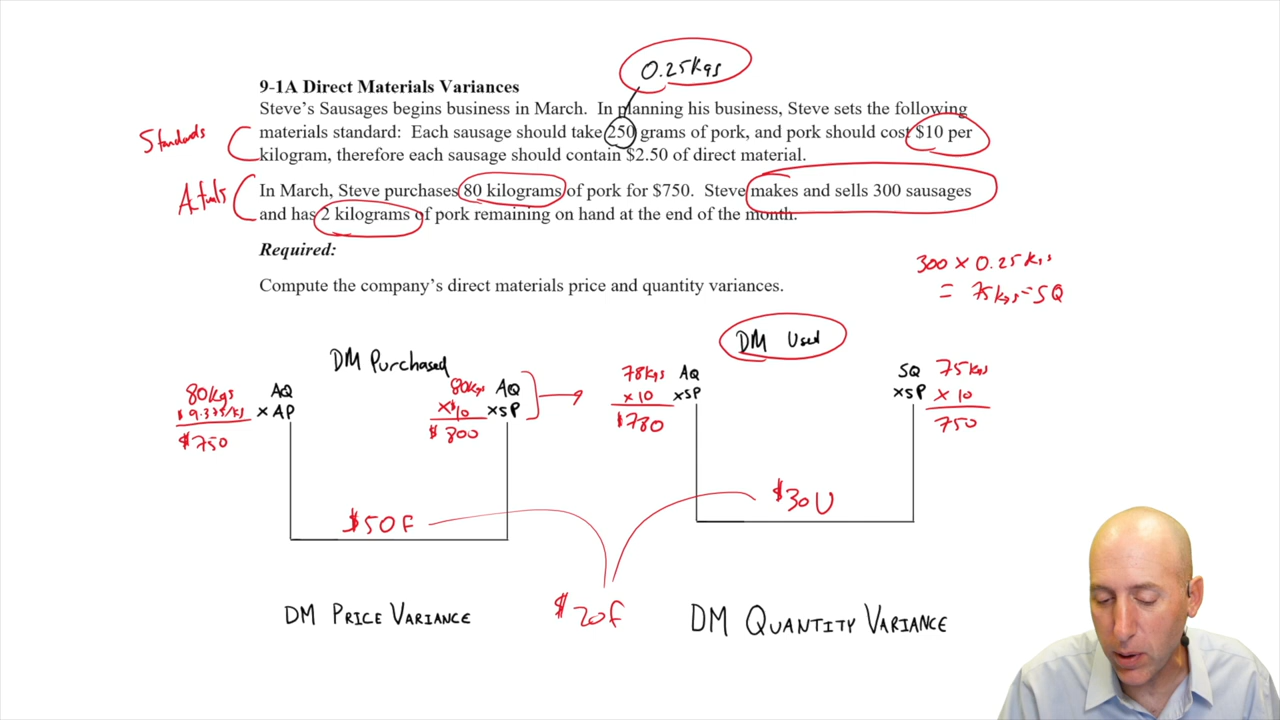 0.25kgs
9-1A Direct Materials Variances
Steve's Sausages begins business in March. In planning his business, Steve sets the following
Standards
materials standard: Each sausage should take 250 grams of pork, and pork should cost $10 per
kilogram, therefore each sausage should contain $2.50 of direct material.
Actuals
In March, Steve purchases 80 kilograms of pork for $750. Steve makes and sells 300 sausages
and has 2 kilograms of pork remaining on hand at the end of the month.
Required:
Compute the company's direct materials price and quantity variances.
300 × 0.25kgs
= 75kgs = SQ
DM Purchased
DM Used
80kgs AQ
$9.375/kg × AP
$750
80kgs AQ
×$10 ×SP
$800
78kgs AQ
×10 ×SP
$780
SQ 75kgs
×SP ×10
750
$50F
$30U
$20F
DM PRICE VARIANCE
DM QUANTITY VARIANCE